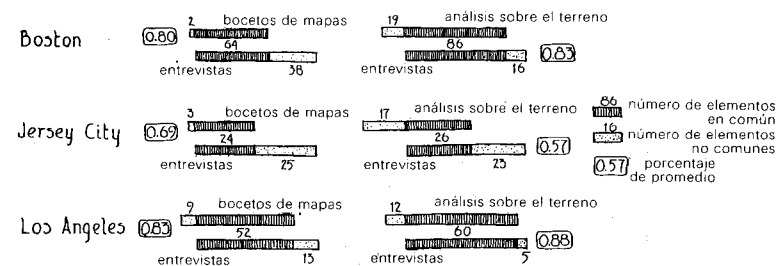 2 bocetos de mapas 19 análisis sobre el terreno
Boston 0.80 64 86 0.83
entrevistas 38 entrevistas 16
3 bocetos de mapas 17 análisis sobre el terreno
Jersey City 0.69 24 26 0.57
entrevistas 25 entrevistas 23
86 número de elementos
en común
16 número de elementos
no comunes
0.57 porcentaje
de promedio
9 bocetos de mapas 12 análisis sobre el terreno
Los Angeles 0.83 52 60 0.88
entrevistas 13 entrevistas 5